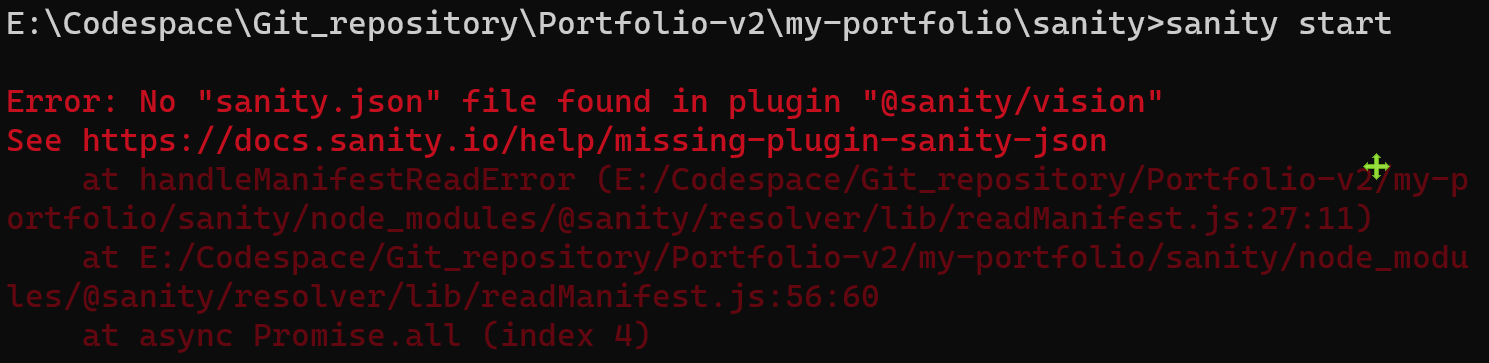 E:\Codespace\Git_repository\Portfolio-v2\my-portfolio\sanity>sanity start
Error: No "sanity.json" file found in plugin "@sanity/vision"
See https://docs.sanity.io/help/missing-plugin-sanity-json
    at handleManifestReadError (E:/Codespace/Git_repository/Portfolio-v2/my-p
ortfolio/sanity/node_modules/@sanity/resolver/lib/readManifest.js:27:11)
    at E:/Codespace/Git_repository/Portfolio-v2/my-portfolio/sanity/node_modu
les/@sanity/resolver/lib/readManifest.js:56:60
    at async Promise.all (index 4)